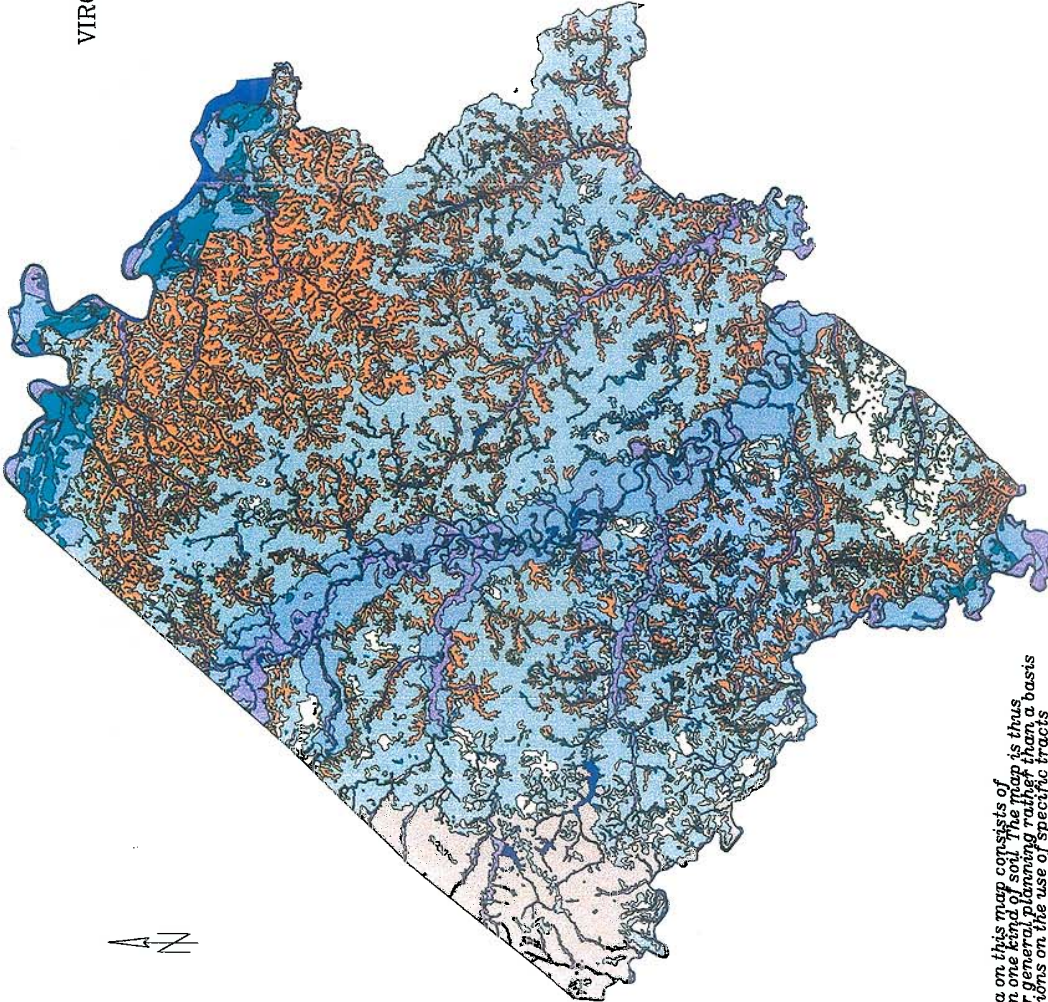 VIRG
N
a on this map consists of
n one kind of soil. The map is thus
r general planning rather than a basis
ions on the use of specific tracts